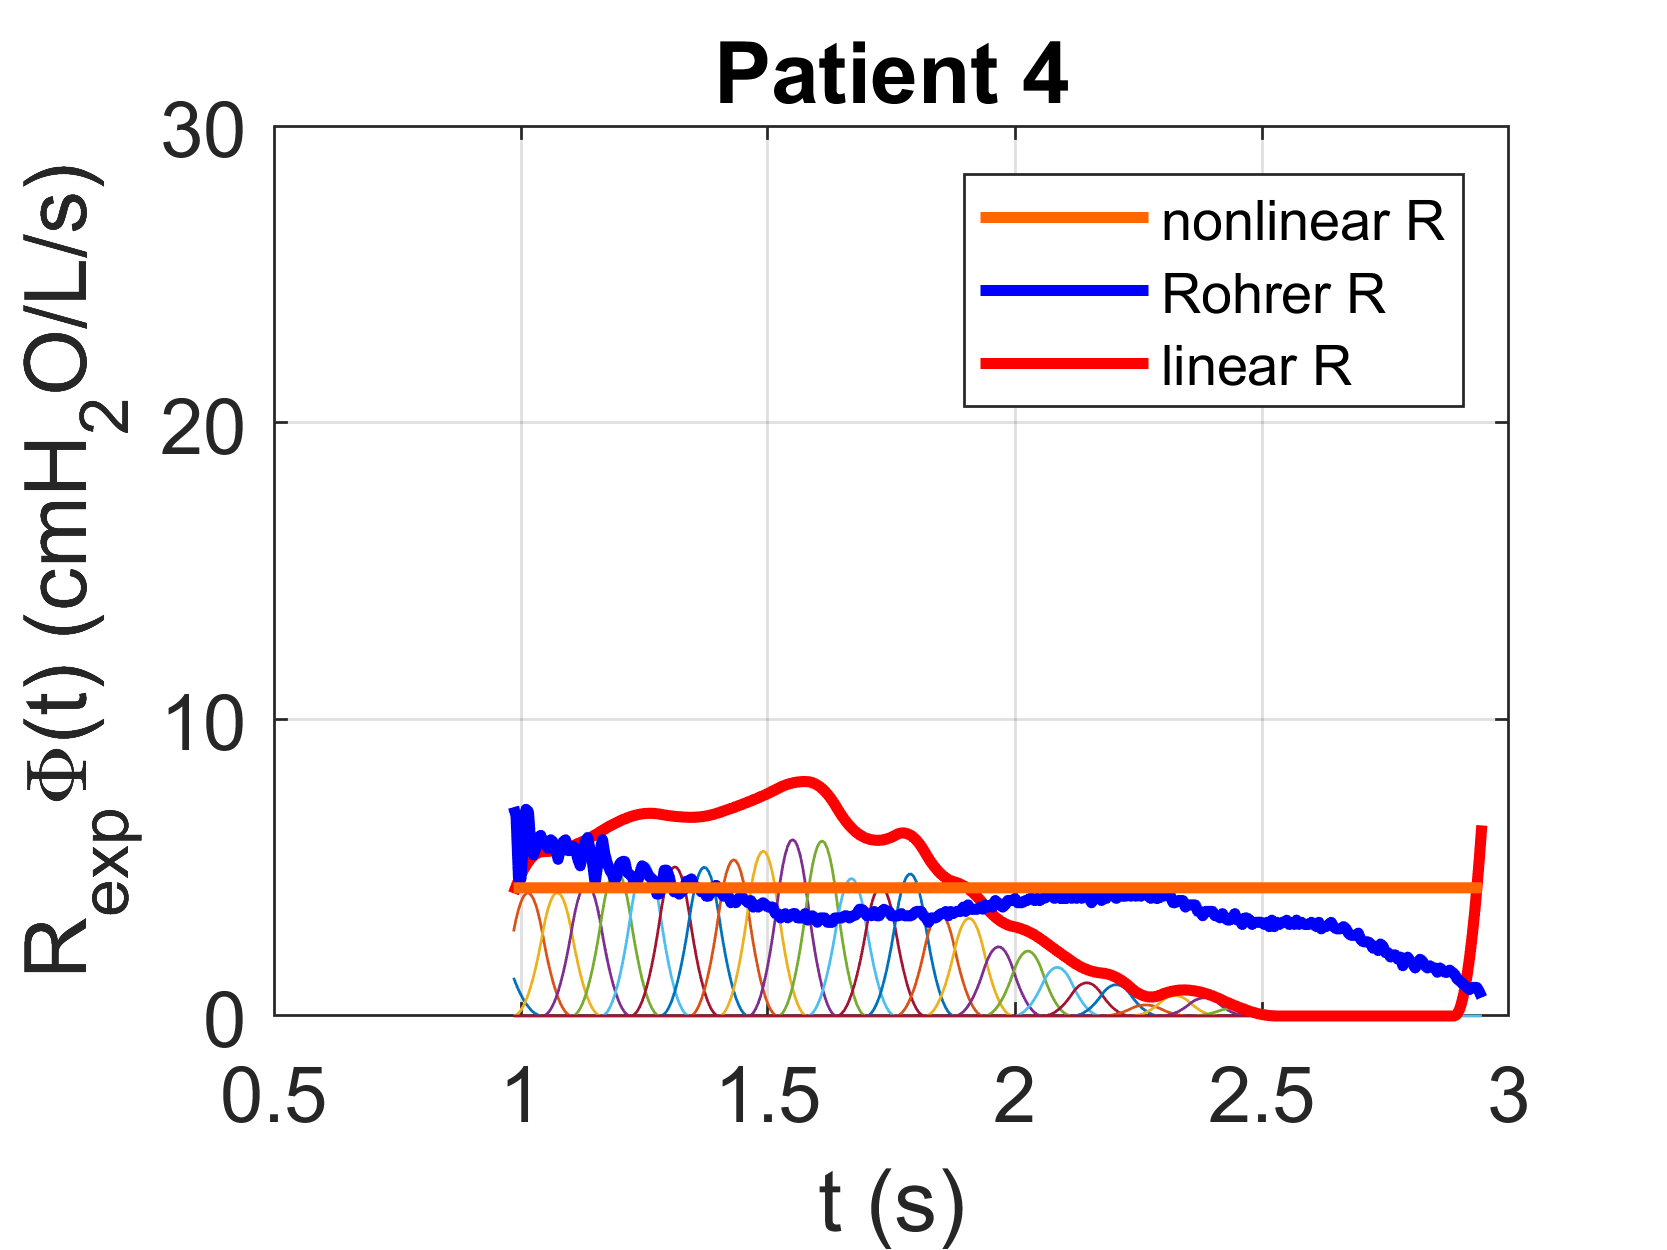 Patient 4
30
20
10
0
R_expΦ(t) (cmH₂O/L/s)
nonlinear R
Rohrer R
linear R
0.5 1 1.5 2 2.5 3
t (s)